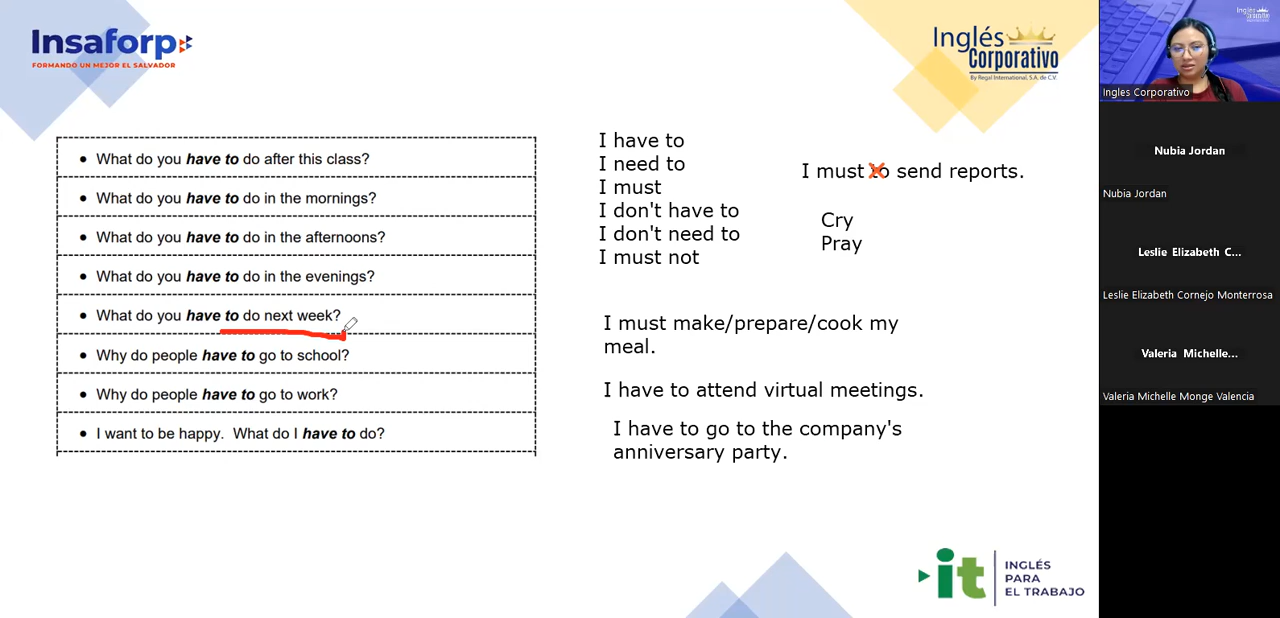 Insaforp
FORMANDO UN MEJOR EL SALVADOR
Inglés
Corporativo
By Regal International, S.A. de C.V.
• What do you have to do after this class?
• What do you have to do in the mornings?
• What do you have to do in the afternoons?
• What do you have to do in the evenings?
• What do you have to do next week?
• Why do people have to go to school?
• Why do people have to go to work?
• I want to be happy. What do I have to do?
I have to
I need to
I must
I don't have to
I don't need to
I must not
I must to send reports.
Cry
Pray
I must make/prepare/cook my
meal.
I have to attend virtual meetings.
I have to go to the company's
anniversary party.
it
INGLÉS
PARA
EL TRABAJO
Inglés
Corporativo
Ingles Corporativo
Nubia Jordan
Nubia Jordan
Leslie Elizabeth C...
Leslie Elizabeth Cornejo Monterrosa
Valeria Michelle...
Valeria Michelle Monge Valencia